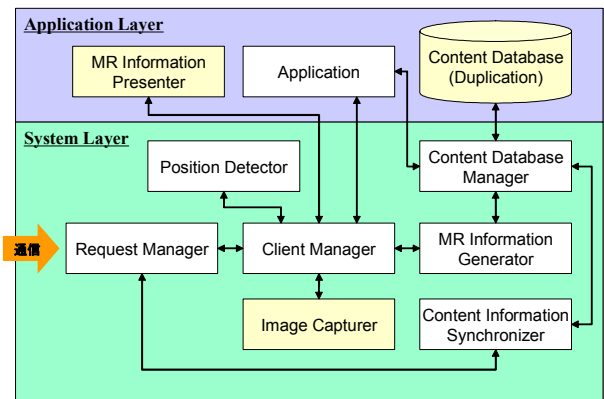 Application Layer
MR Information
Presenter
Application
Content Database
(Duplication)
System Layer
Position Detector
Content Database
Manager
通信
Request Manager
Client Manager
MR Information
Generator
Image Capturer
Content Information
Synchronizer